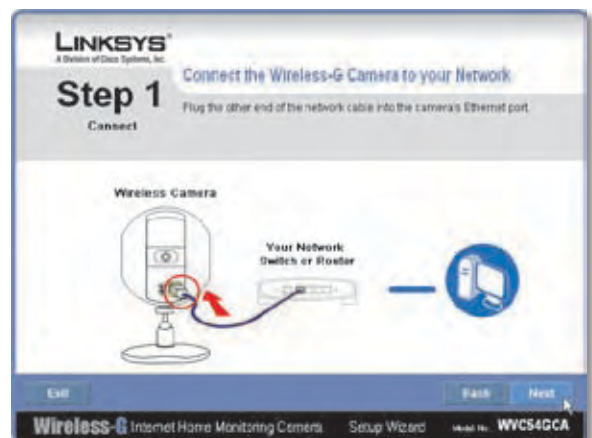 LINKSYS®
A Division of Cisco Systems, Inc.
Step 1
Connect
Connect the Wireless-G Camera to your Network
Plug the other end of the network cable into the camera's Ethernet port.
Wireless Camera
Your Network
Switch or Router
Exit
Back
Next
Wireless-G Internet Home Monitoring Camera Setup Wizard Model No. WVC54GCA